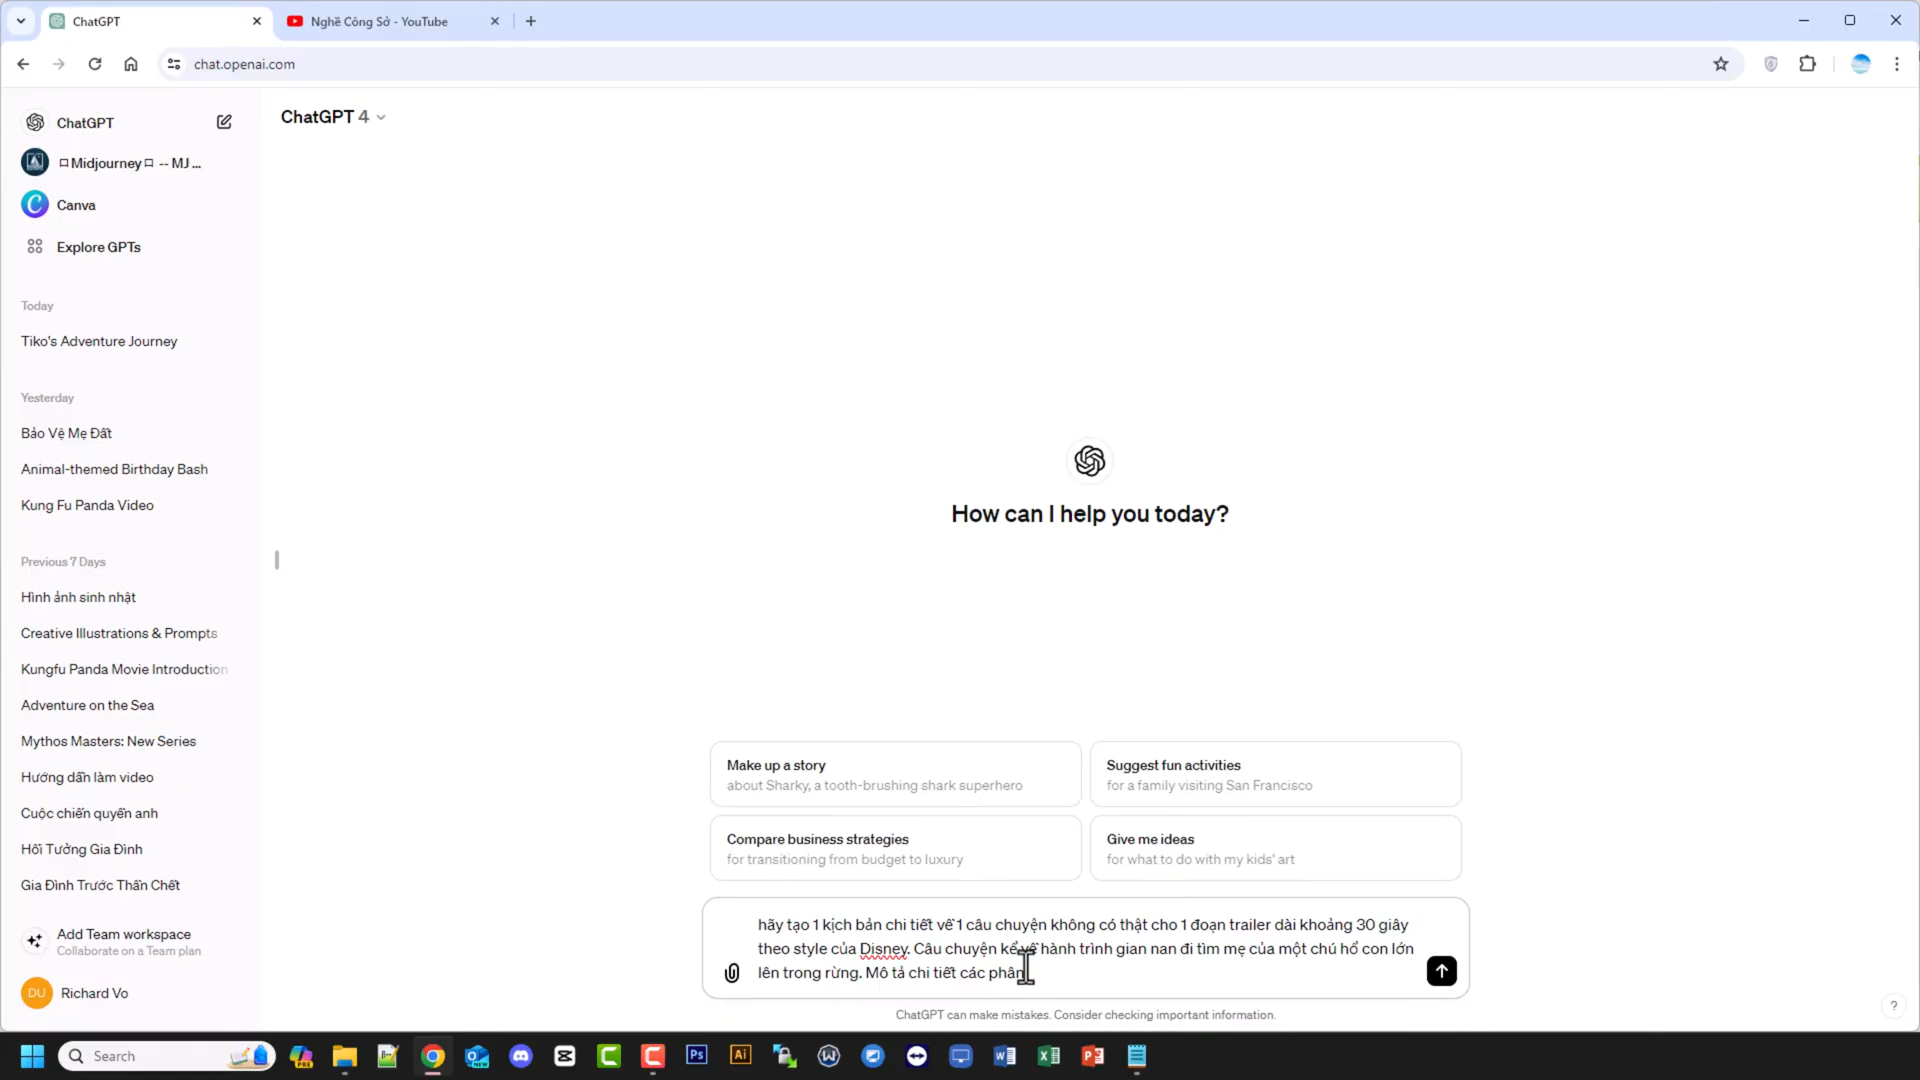 ChatGPT
Nghề Công Sở - YouTube
chat.openai.com
ChatGPT
ChatGPT 4
Midjourney -- MJ ...
Canva
Explore GPTs
Today
Tiko's Adventure Journey
Yesterday
Bảo Vệ Mẹ Đất
Animal-themed Birthday Bash
Kung Fu Panda Video
Previous 7 Days
Hình ảnh sinh nhật
Creative Illustrations & Prompts
Kungfu Panda Movie Introduction
Adventure on the Sea
Mythos Masters: New Series
Hướng dẫn làm video
Cuộc chiến quyền anh
Hồi Tưởng Gia Đình
Gia Đình Trước Thần Chết
Add Team workspace
Collaborate on a Team plan
DU
Richard Vo
How can I help you today?
Make up a story
about Sharky, a tooth-brushing shark superhero
Suggest fun activities
for a family visiting San Francisco
Compare business strategies
for transitioning from budget to luxury
Give me ideas
for what to do with my kids' art
hãy tạo 1 kịch bản chi tiết về 1 câu chuyện không có thật cho 1 đoạn trailer dài khoảng 30 giây
theo style của Disney. Câu chuyện kể về hành trình gian nan đi tìm mẹ của một chú hổ con lớn
lên trong rừng. Mô tả chi tiết các phân
ChatGPT can make mistakes. Consider checking important information.
?
Search
PRE
NEW
Ps
Ai